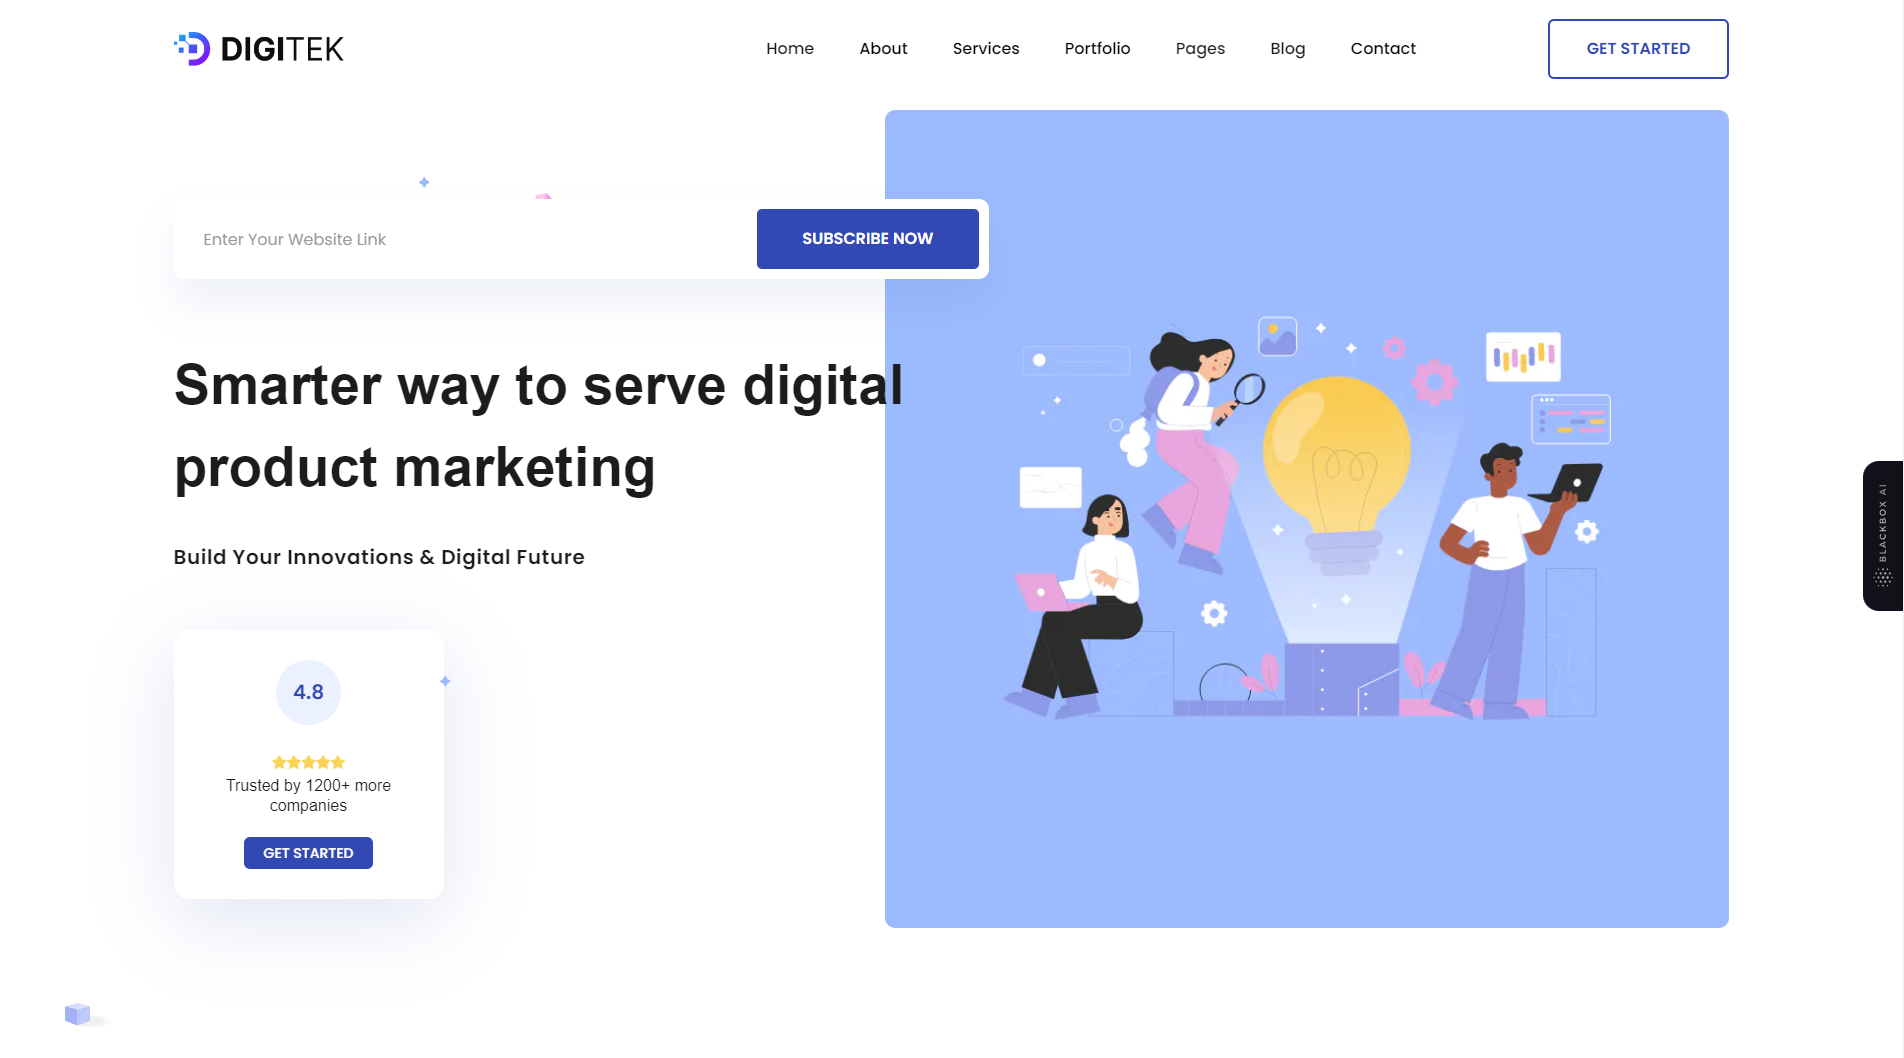 DIGITEK
Home About Services Portfolio Pages Blog Contact
GET STARTED
Enter Your Website Link
SUBSCRIBE NOW
Smarter way to serve digital
product marketing
Build Your Innovations & Digital Future
4.8
Trusted by 1200+ more
companies
GET STARTED
BLACKBOX AI